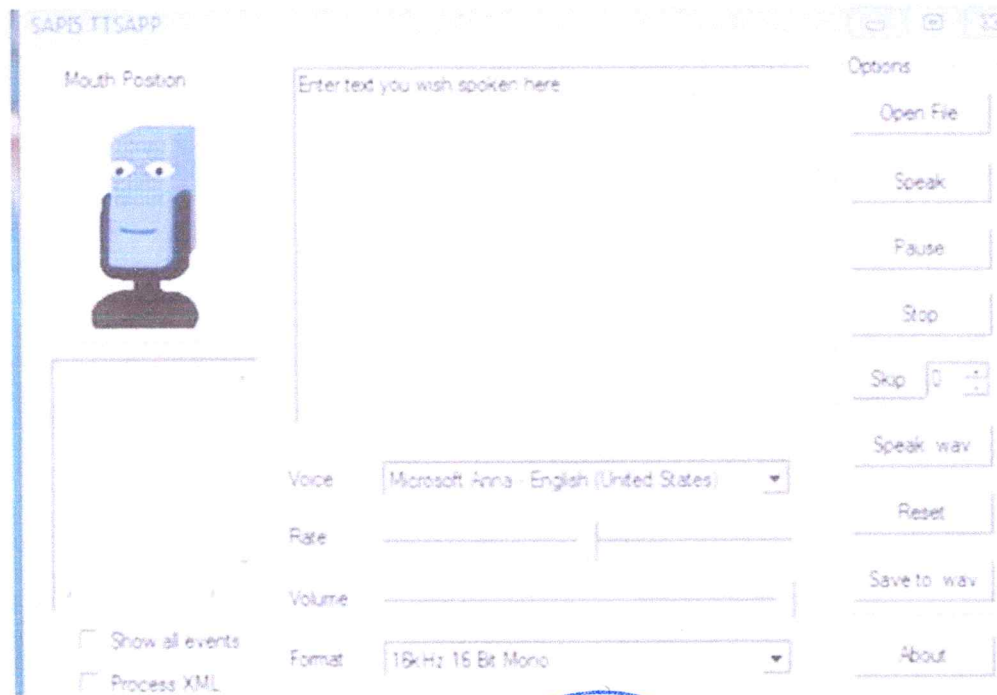 SAPI5 TTSAPP
Mouth Position
Enter text you wish spoken here
Options
Open File
Speak
Pause
Stop
Skip 0
Speak wav
Reset
Save to wav
About
Voice Microsoft Anna - English (United States)
Rate
Volume
Format 16kHz 16 Bit Mono
Show all events
Process XML